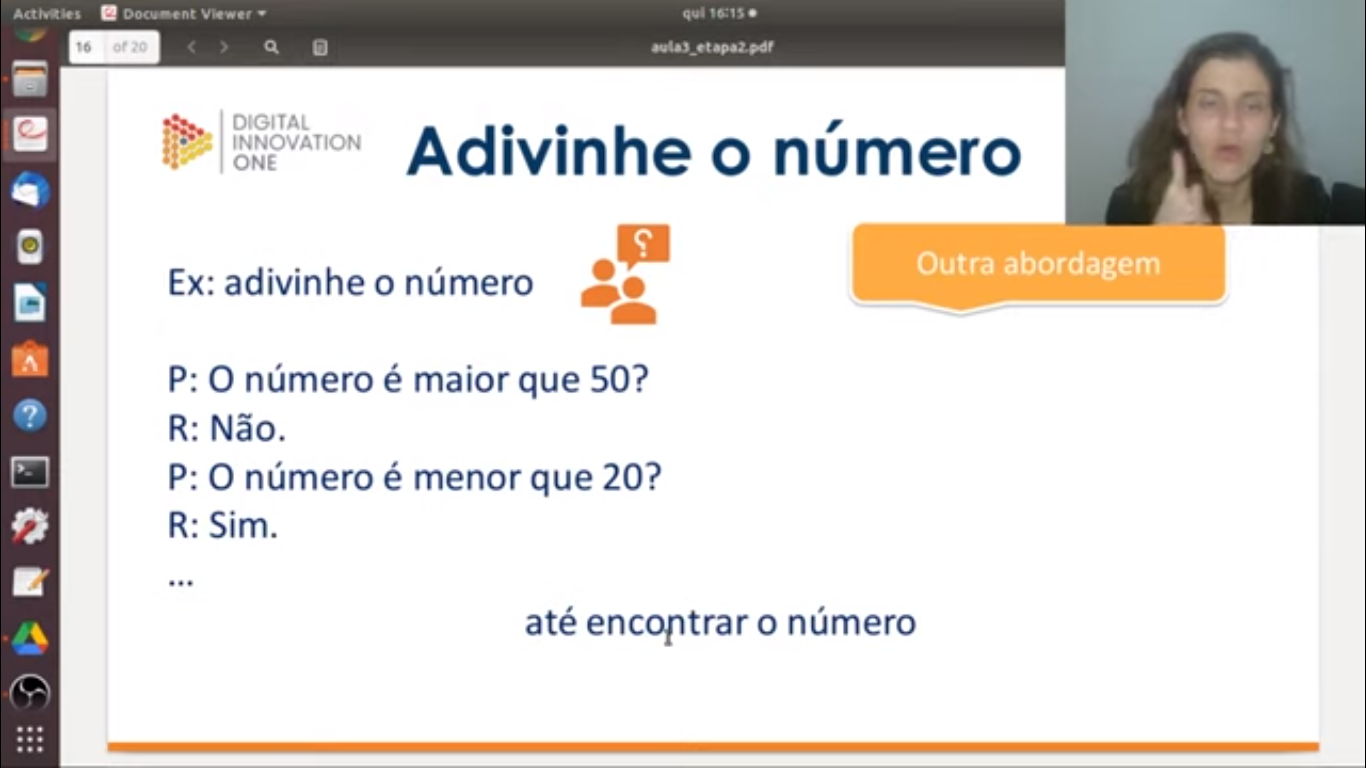 Activities Document Viewer qui 16:15
16 of 20 aula3_etapa2.pdf
DIGITAL
INNOVATION
ONE
Adivinhe o número
Ex: adivinhe o número
?
Outra abordagem
P: O número é maior que 50?
R: Não.
P: O número é menor que 20?
R: Sim.
...
até encontrar o número